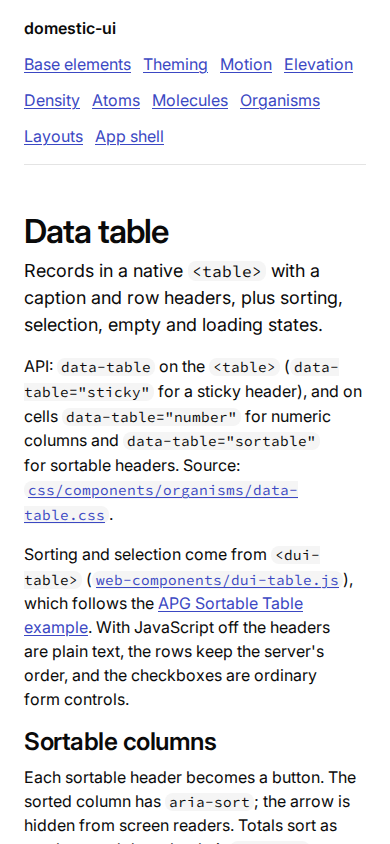 domestic-ui
Base elements Theming Motion Elevation
Density Atoms Molecules Organisms
Layouts App shell
Data table
Records in a native <table> with a
caption and row headers, plus sorting,
selection, empty and loading states.
API: data-table on the <table> ( data-
table="sticky" for a sticky header), and on
cells data-table="number" for numeric
columns and data-table="sortable"
for sortable headers. Source:
css/components/organisms/data-
table.css .
Sorting and selection come from <dui-
table> ( web-components/dui-table.js ),
which follows the APG Sortable Table
example. With JavaScript off the headers
are plain text, the rows keep the server's
order, and the checkboxes are ordinary
form controls.
Sortable columns
Each sortable header becomes a button. The
sorted column has aria-sort ; the arrow is
hidden from screen readers. Totals sort as